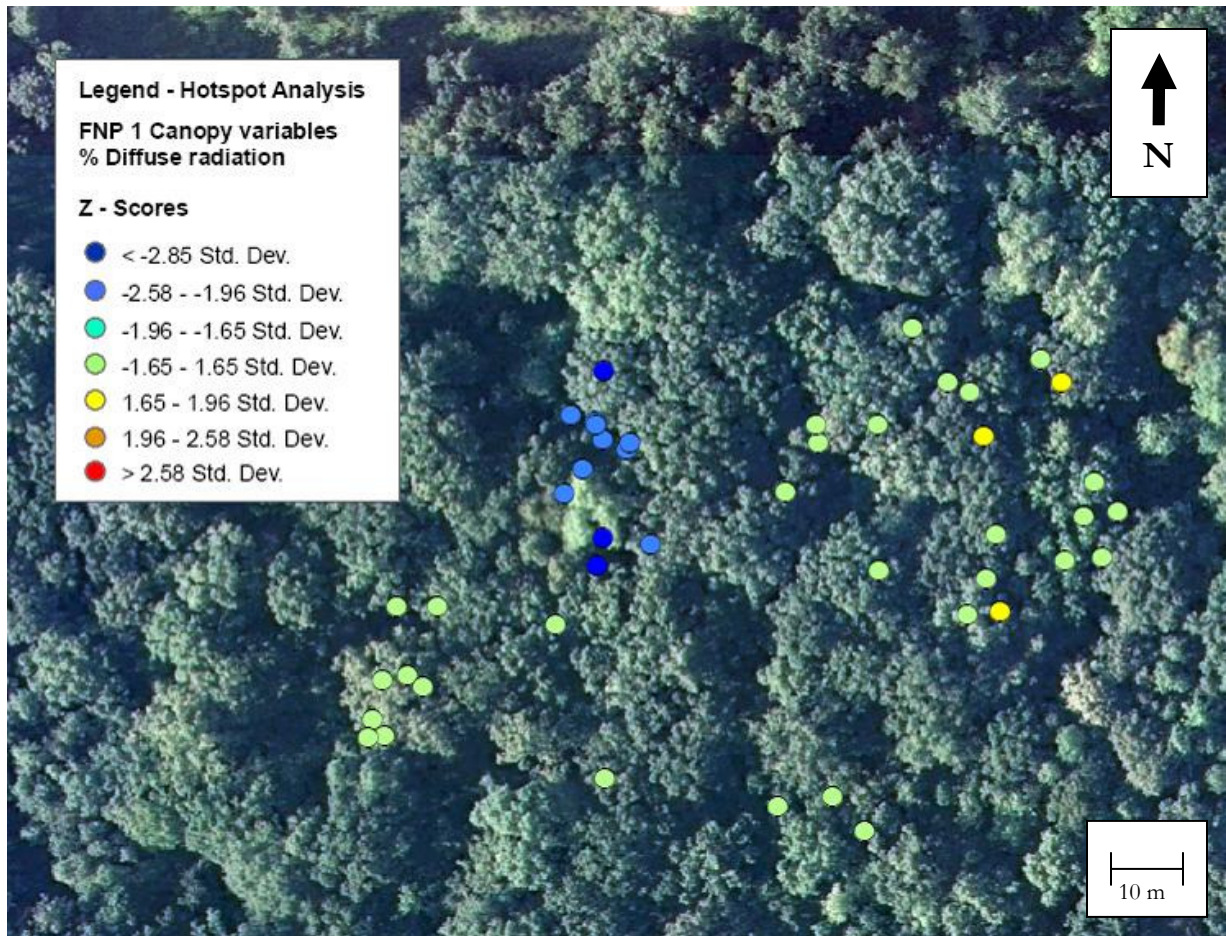 Legend - Hotspot Analysis
FNP 1 Canopy variables
% Diffuse radiation
Z - Scores
< -2.85 Std. Dev.
-2.58 - -1.96 Std. Dev.
-1.96 - -1.65 Std. Dev.
-1.65 - 1.65 Std. Dev.
1.65 - 1.96 Std. Dev.
1.96 - 2.58 Std. Dev.
> 2.58 Std. Dev.
N
10 m